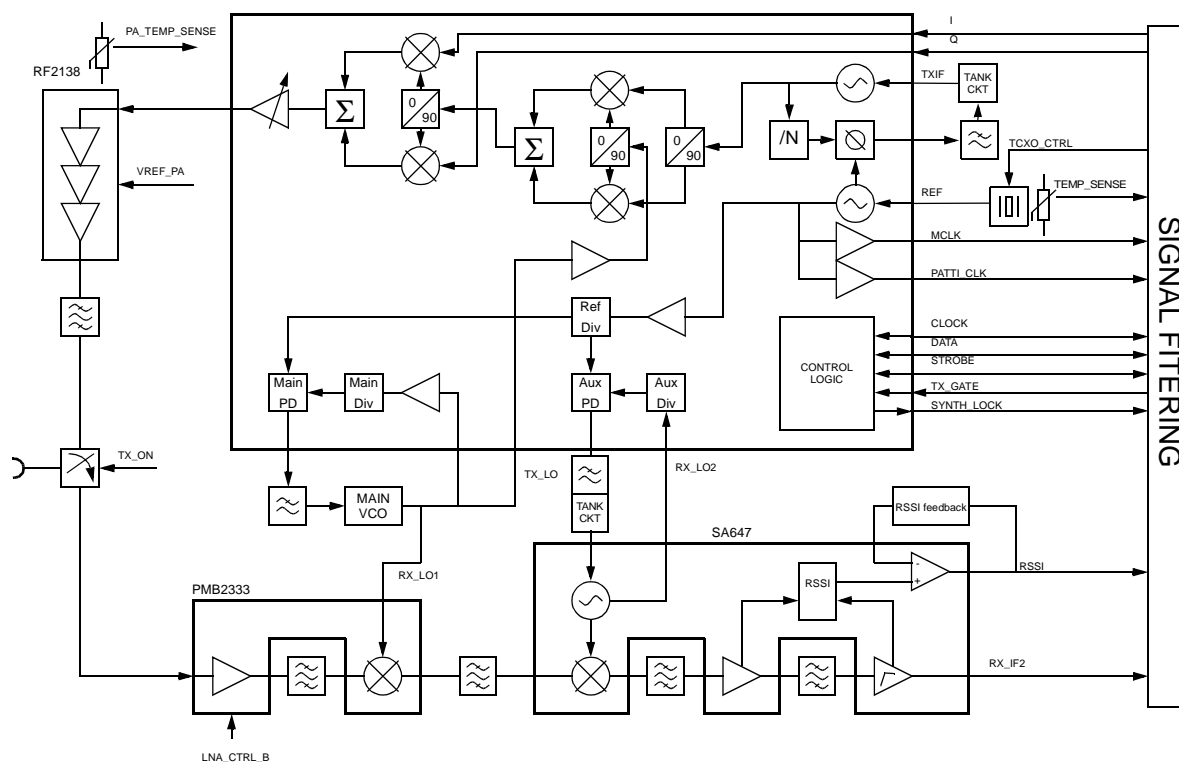 I
Q
PA_TEMP_SENSE
RF2138
TXIF
TANK
CKT
0
90
Σ
0
90
0
90
Σ
/N
TCXO_CTRL
VREF_PA
TEMP_SENSE
REF
MCLK
PATTI_CLK
Ref
Div
CLOCK
DATA
STROBE
TX_GATE
SYNTH_LOCK
CONTROL
LOGIC
Main
PD
Main
Div
Aux
PD
Aux
Div
SIGNAL FITERING
TX_ON
TX_LO
RX_LO2
MAIN
VCO
TANK
CKT
RSSI feedback
SA647
RX_LO1
PMB2333
RSSI
-
+
RSSI
RX_IF2
LNA_CTRL_B